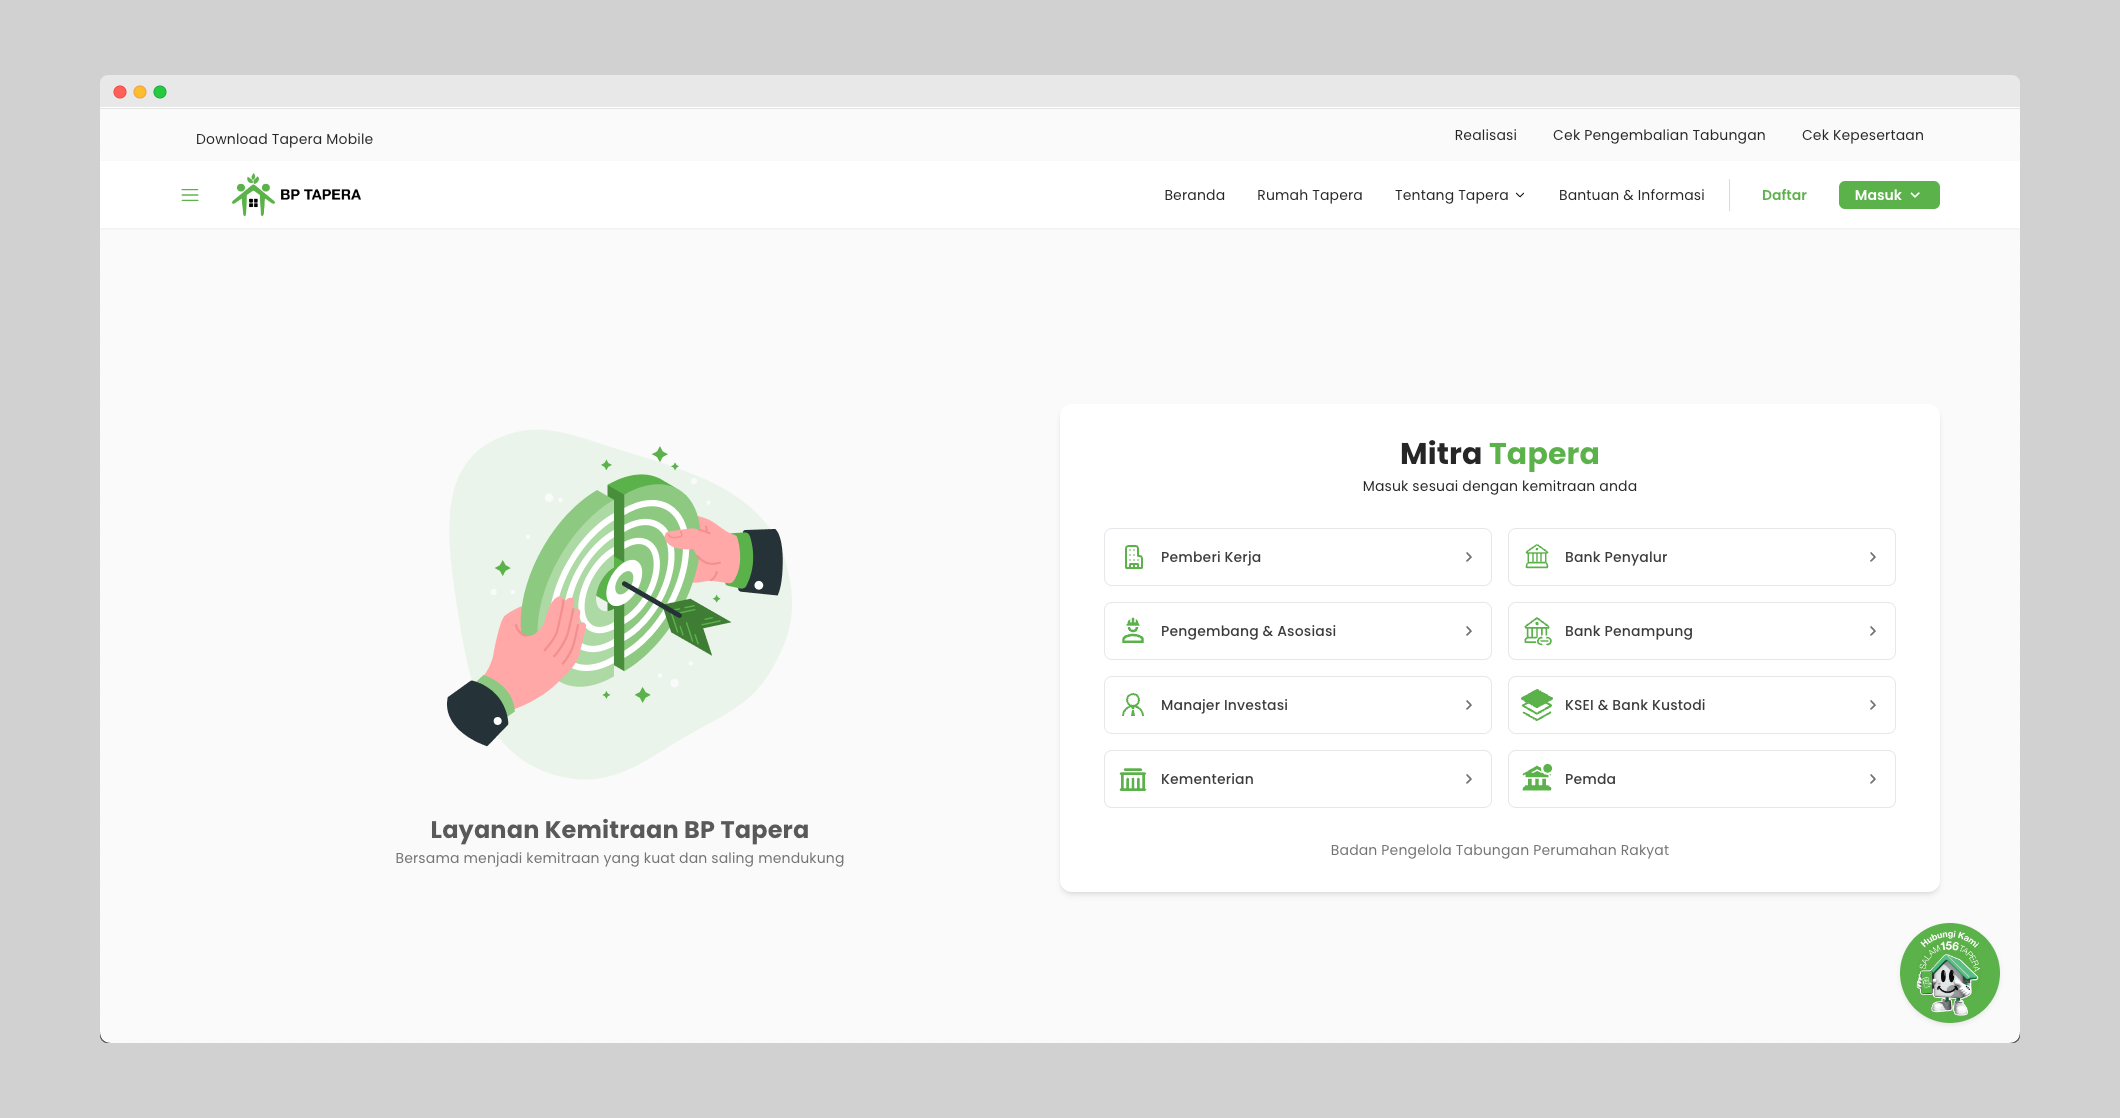 Download Tapera Mobile
Realisasi
Cek Pengembalian Tabungan
Cek Kepesertaan
BP TAPERA
Beranda
Rumah Tapera
Tentang Tapera
Bantuan & Informasi
Daftar
Masuk
Layanan Kemitraan BP Tapera
Bersama menjadi kemitraan yang kuat dan saling mendukung
Mitra Tapera
Masuk sesuai dengan kemitraan anda
Pemberi Kerja
Bank Penyalur
Pengembang & Asosiasi
Bank Penampung
Manajer Investasi
KSEI & Bank Kustodi
Kementerian
Pemda
Badan Pengelola Tabungan Perumahan Rakyat
Hubungi Kami
SALAM 156 TAPERA